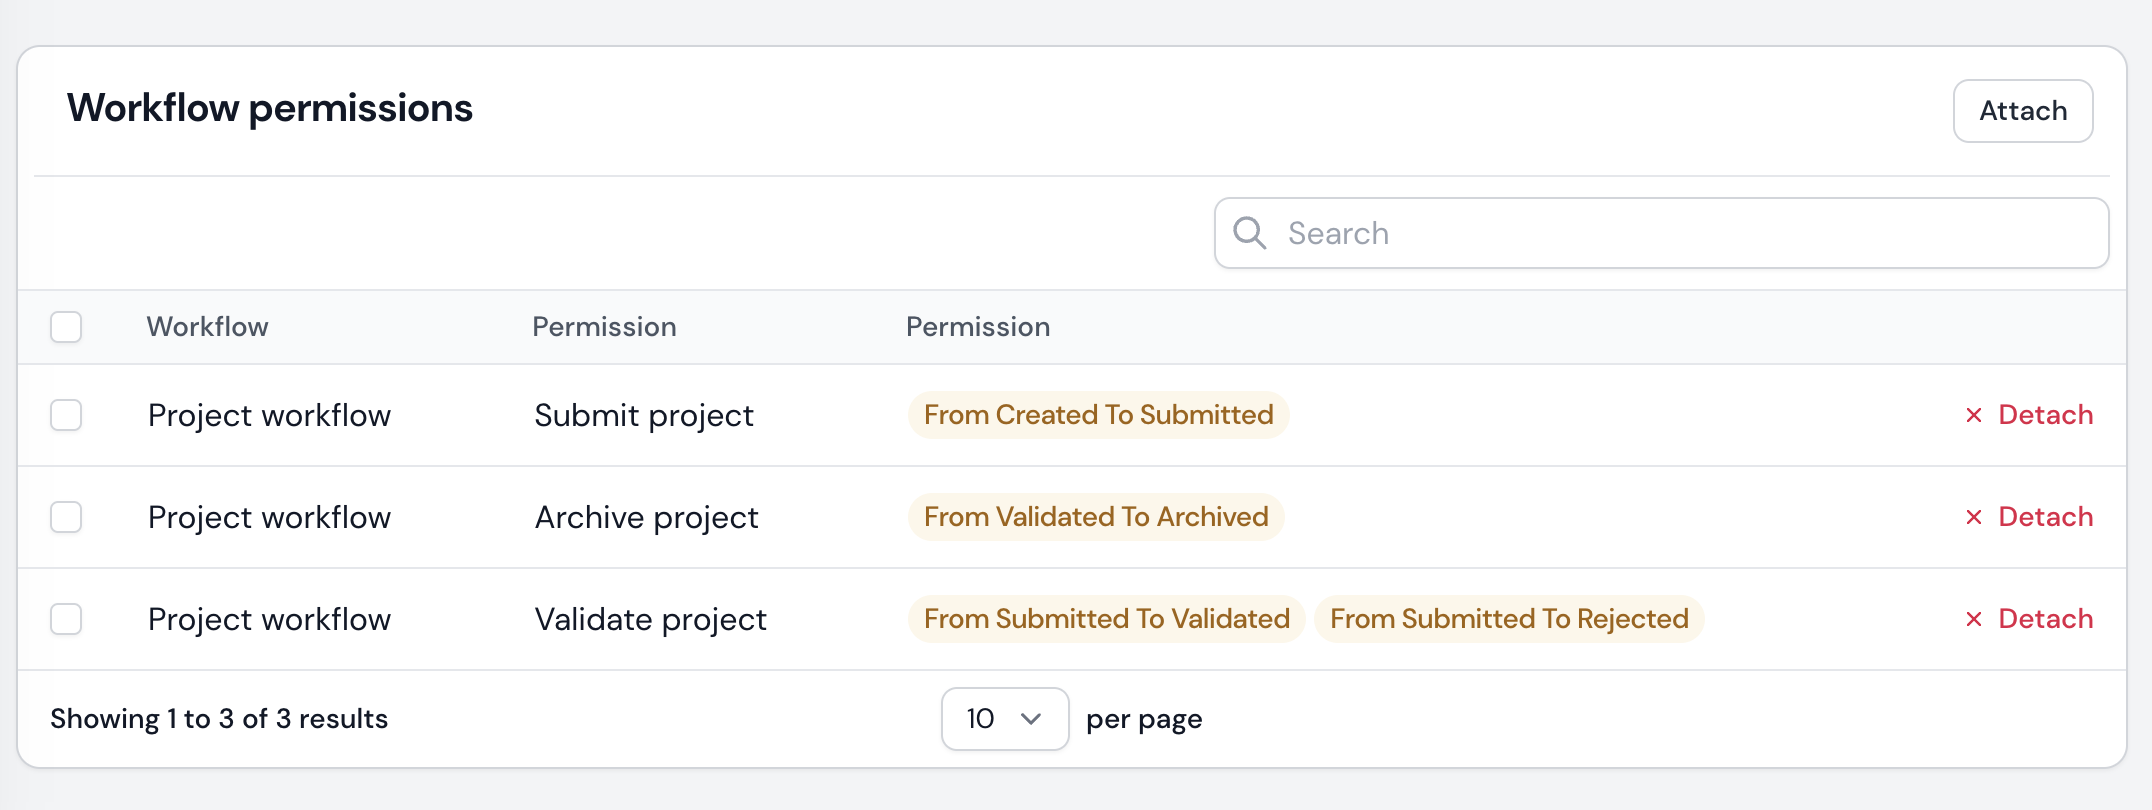 Workflow permissions
Attach
Search
Workflow Permission Permission
Project workflow Submit project From Created To Submitted Detach
Project workflow Archive project From Validated To Archived Detach
Project workflow Validate project From Submitted To Validated From Submitted To Rejected Detach
Showing 1 to 3 of 3 results 10 per page